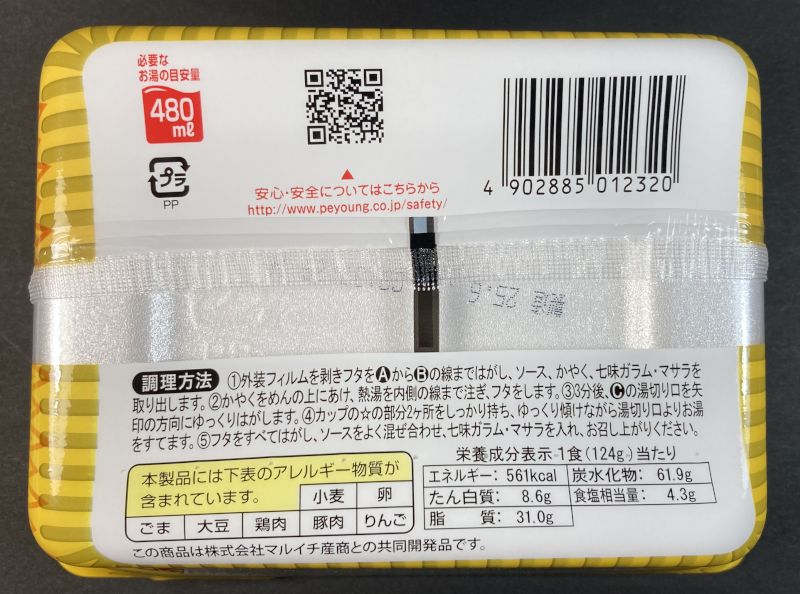 必要な
お湯の目安量
480
mℓ
プラ
PP
安心・安全についてはこちらから
http://www.peyoung.co.jp/safety/
4 902885 012320
調理方法 ①外装フィルムを剥きフタをⒶからⒷの線まではがし、ソース、かやく、七味ガラム・マサラを
取り出します。②かやくをめんの上にあけ、熱湯を内側の線まで注ぎ、フタをします。③3分後、Ⓒの湯切り口を矢
印の方向にゆっくりはがします。④カップの☆の部分2ヶ所をしっかり持ち、ゆっくり傾けながら湯切り口よりお湯
をすてます。⑤フタをすべてはがし、ソースをよく混ぜ合わせ、七味ガラム・マサラを入れ、お召し上がりください。
本製品には下表のアレルギー物質が
含まれています。 小麦 卵
ごま 大豆 鶏肉 豚肉 りんご
この商品は株式会社マルイチ産商との共同開発品です。
栄養成分表示 1食(124g)当たり
エネルギー: 561kcal 炭水化物: 61.9g
たん白質: 8.6g 食塩相当量: 4.3g
脂 質: 31.0g